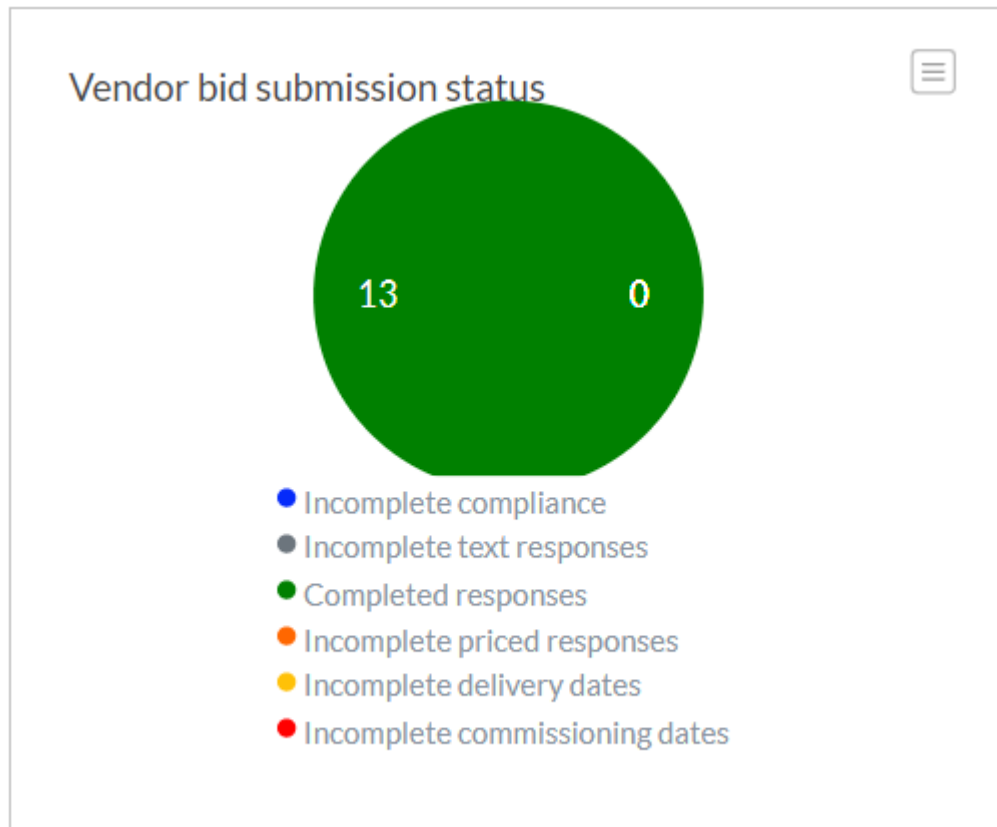 Vendor bid submission status
13 0
Incomplete compliance
Incomplete text responses
Completed responses
Incomplete priced responses
Incomplete delivery dates
Incomplete commissioning dates